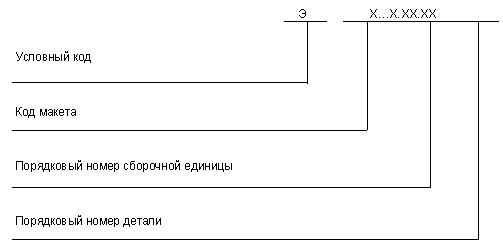 Э Х...Х.ХХ.ХХ
Условный код
Код макета
Порядковый номер сборочной единицы
Порядковый номер детали